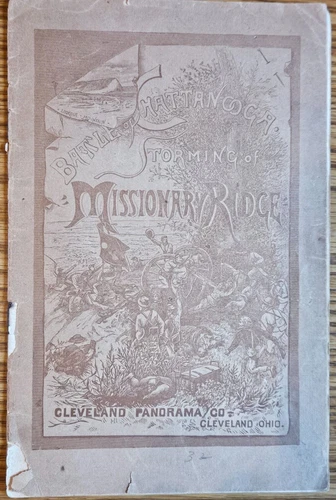 BATTLE of CHATTANOOGA
STORMING of
MISSIONARY RIDGE
CLEVELAND PANORAMA CO-
CLEVELAND OHIO.